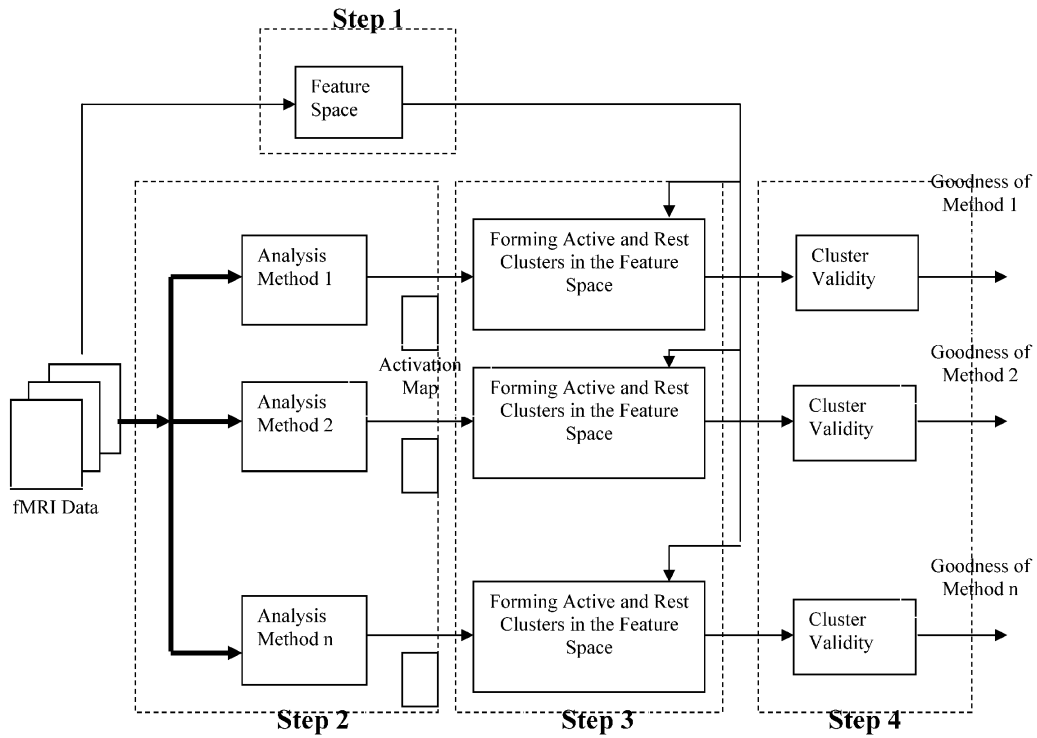 Step 1
Feature
Space
Goodness of
Method 1
Analysis
Method 1
Forming Active and Rest
Clusters in the Feature
Space
Cluster
Validity
Activation
Map
Goodness of
Method 2
Analysis
Method 2
Forming Active and Rest
Clusters in the Feature
Space
Cluster
Validity
fMRI Data
Goodness of
Method n
Analysis
Method n
Forming Active and Rest
Clusters in the Feature
Space
Cluster
Validity
Step 2
Step 3
Step 4